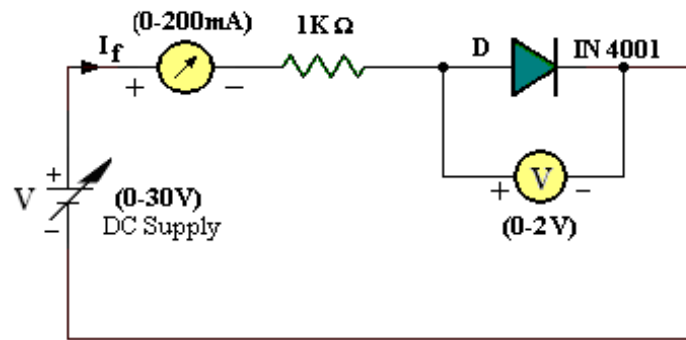 (0-200mA)
1K Ω
I f
+ −
D
IN 4001
+
V
−
(0-30V)
DC Supply
+ V −
(0-2V)